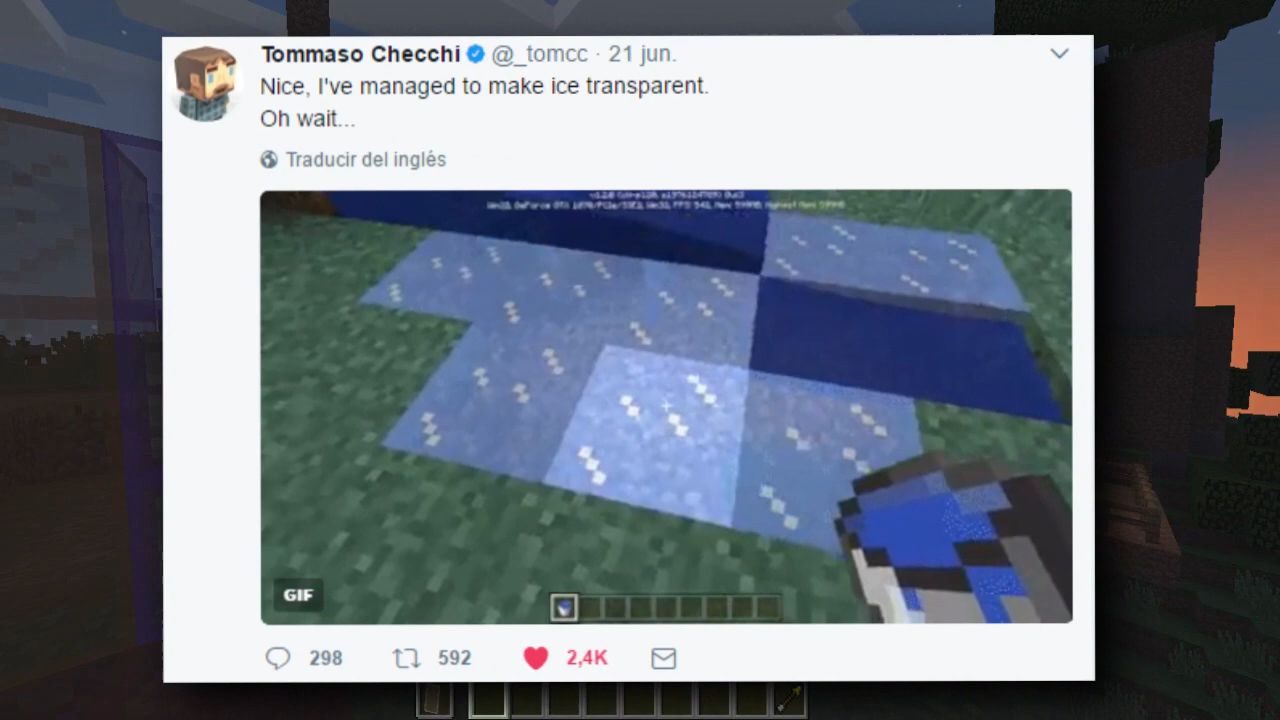 Tommaso Checchi @_tomcc · 21 jun.
Nice, I've managed to make ice transparent.
Oh wait...
Traducir del inglés
GIF
298 592 2,4K